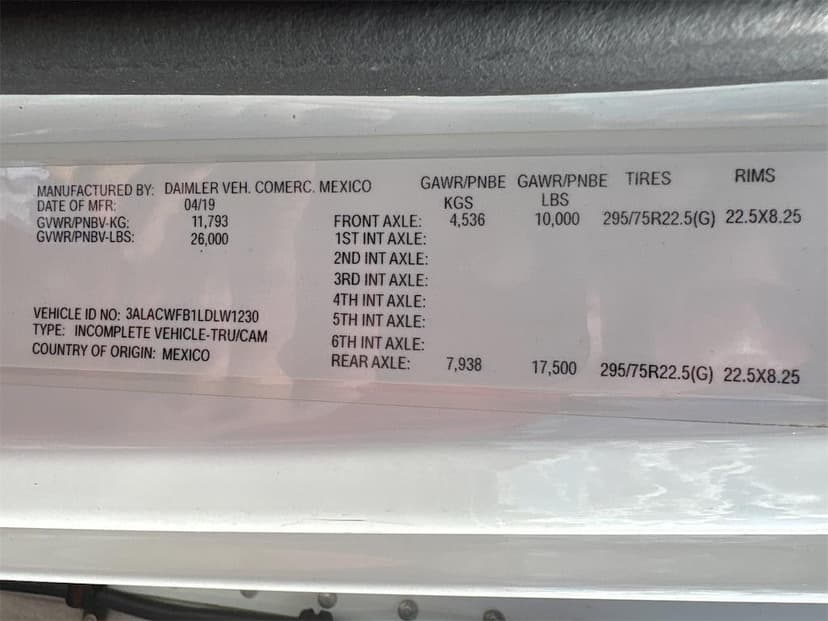 MANUFACTURED BY: DAIMLER VEH. COMERC. MEXICO
DATE OF MFR: 04/19
GVWR/PNBV-KG: 11,793
GVWR/PNBV-LBS: 26,000
VEHICLE ID NO: 3ALACWFB1LDLW1230
TYPE: INCOMPLETE VEHICLE-TRU/CAM
COUNTRY OF ORIGIN: MEXICO
GAWR/PNBE GAWR/PNBE TIRES RIMS
KGS LBS
FRONT AXLE: 4,536 10,000 295/75R22.5(G) 22.5X8.25
1ST INT AXLE:
2ND INT AXLE:
3RD INT AXLE:
4TH INT AXLE:
5TH INT AXLE:
6TH INT AXLE:
REAR AXLE: 7,938 17,500 295/75R22.5(G) 22.5X8.25